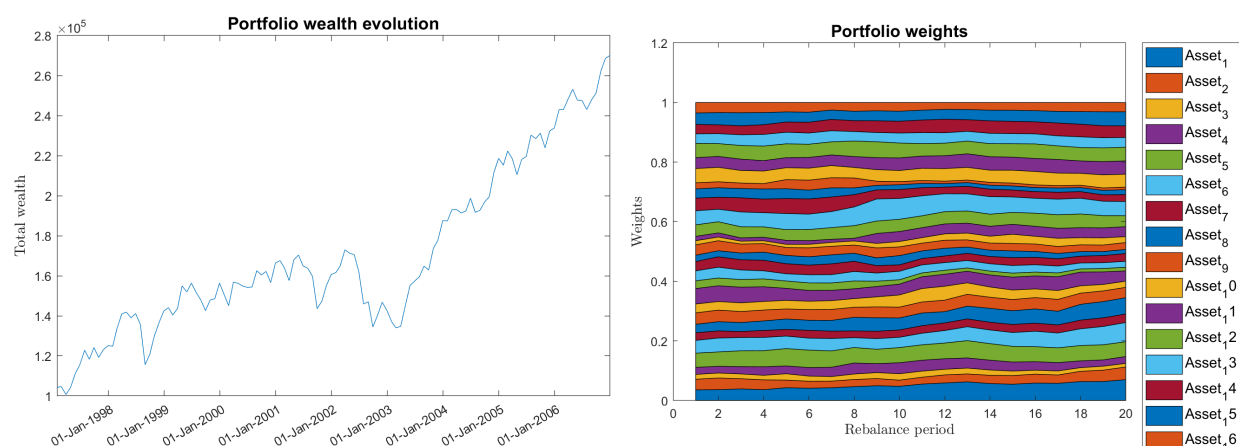 Portfolio wealth evolution
×10⁵
2.8
2.6
2.4
2.2
2
1.8
1.6
1.4
1.2
1
Total wealth
01-Jan-1998
01-Jan-1999
01-Jan-2000
01-Jan-2001
01-Jan-2002
01-Jan-2003
01-Jan-2004
01-Jan-2005
01-Jan-2006
Portfolio weights
1.2
1
0.8
0.6
0.4
0.2
0
Weights
0 2 4 6 8 10 12 14 16 18 20
Rebalance period
Asset₁
Asset₂
Asset₃
Asset₄
Asset₅
Asset₆
Asset₇
Asset₈
Asset₉
Asset₁0
Asset₁1
Asset₁2
Asset₁3
Asset₁4
Asset₁5
Asset₁6